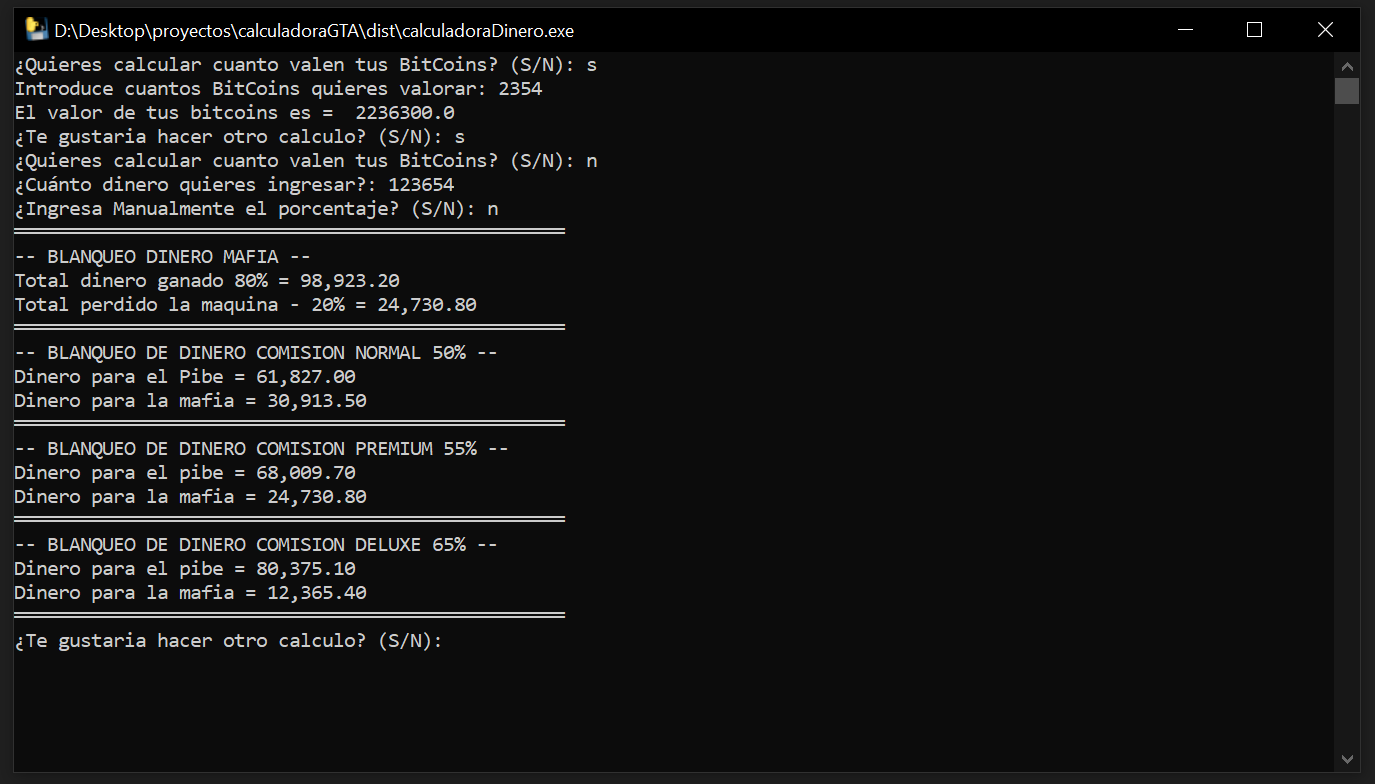 D:\Desktop\proyectos\calculadoraGTA\dist\calculadoraDinero.exe
¿Quieres calcular cuanto valen tus BitCoins? (S/N): s
Introduce cuantos BitCoins quieres valorar: 2354
El valor de tus bitcoins es =  2236300.0
¿Te gustaria hacer otro calculo? (S/N): s
¿Quieres calcular cuanto valen tus BitCoins? (S/N): n
¿Cuánto dinero quieres ingresar?: 123654
¿Ingresa Manualmente el porcentaje? (S/N): n
══════════════════════════════════════════════════
-- BLANQUEO DINERO MAFIA --
Total dinero ganado 80% = 98,923.20
Total perdido la maquina - 20% = 24,730.80
══════════════════════════════════════════════════
-- BLANQUEO DE DINERO COMISION NORMAL 50% --
Dinero para el Pibe = 61,827.00
Dinero para la mafia = 30,913.50
══════════════════════════════════════════════════
-- BLANQUEO DE DINERO COMISION PREMIUM 55% --
Dinero para el pibe = 68,009.70
Dinero para la mafia = 24,730.80
══════════════════════════════════════════════════
-- BLANQUEO DE DINERO COMISION DELUXE 65% --
Dinero para el pibe = 80,375.10
Dinero para la mafia = 12,365.40
══════════════════════════════════════════════════
¿Te gustaria hacer otro calculo? (S/N):